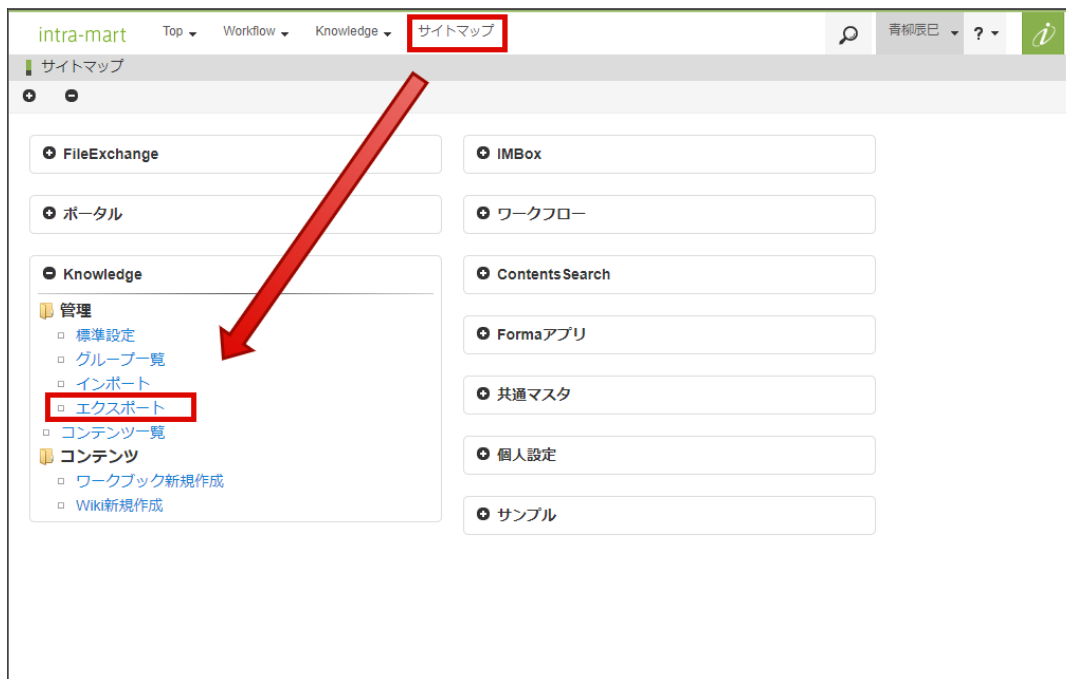 intra-mart Top Workflow Knowledge サイトマップ 青柳辰巳 ?
サイトマップ
FileExchange
IMBox
ポータル
ワークフロー
Knowledge
管理
標準設定
グループ一覧
インポート
エクスポート
コンテンツ一覧
コンテンツ
ワークブック新規作成
Wiki新規作成
ContentsSearch
Formaアプリ
共通マスタ
個人設定
サンプル